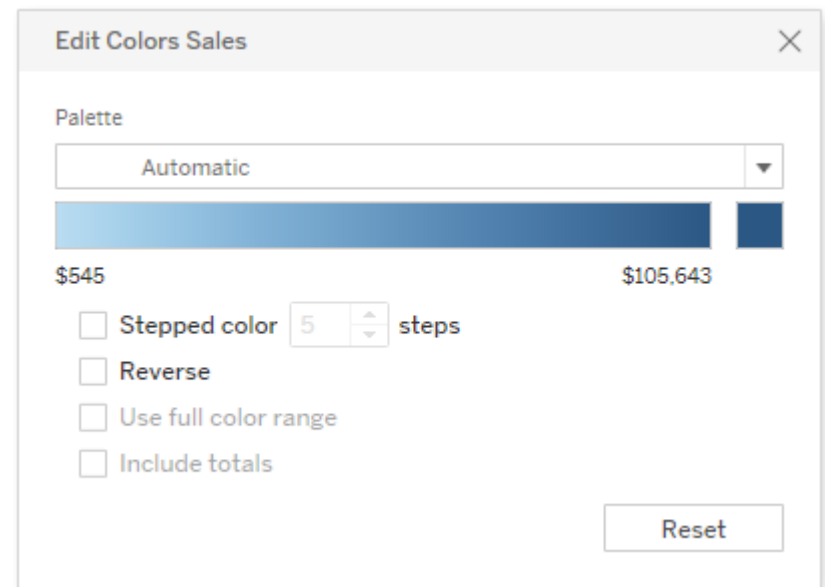 Edit Colors Sales
Palette
Automatic
$545 $105,643
Stepped color 5 steps
Reverse
Use full color range
Include totals
Reset